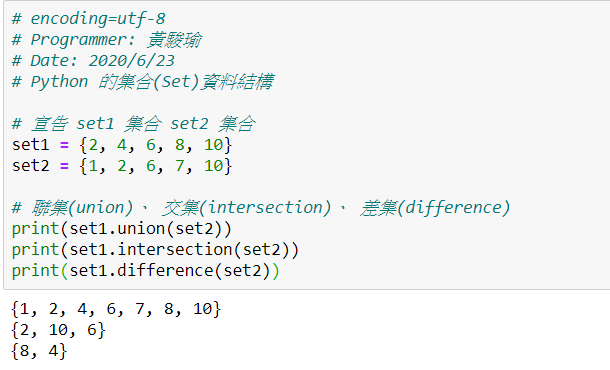 # encoding=utf-8
# Programmer: 黃駿瑜
# Date: 2020/6/23
# Python 的集合(Set)資料結構
# 宣告 set1 集合 set2 集合
set1 = {2, 4, 6, 8, 10}
set2 = {1, 2, 6, 7, 10}
# 聯集(union)、 交集(intersection)、 差集(difference)
print(set1.union(set2))
print(set1.intersection(set2))
print(set1.difference(set2))
{1, 2, 4, 6, 7, 8, 10}
{2, 10, 6}
{8, 4}